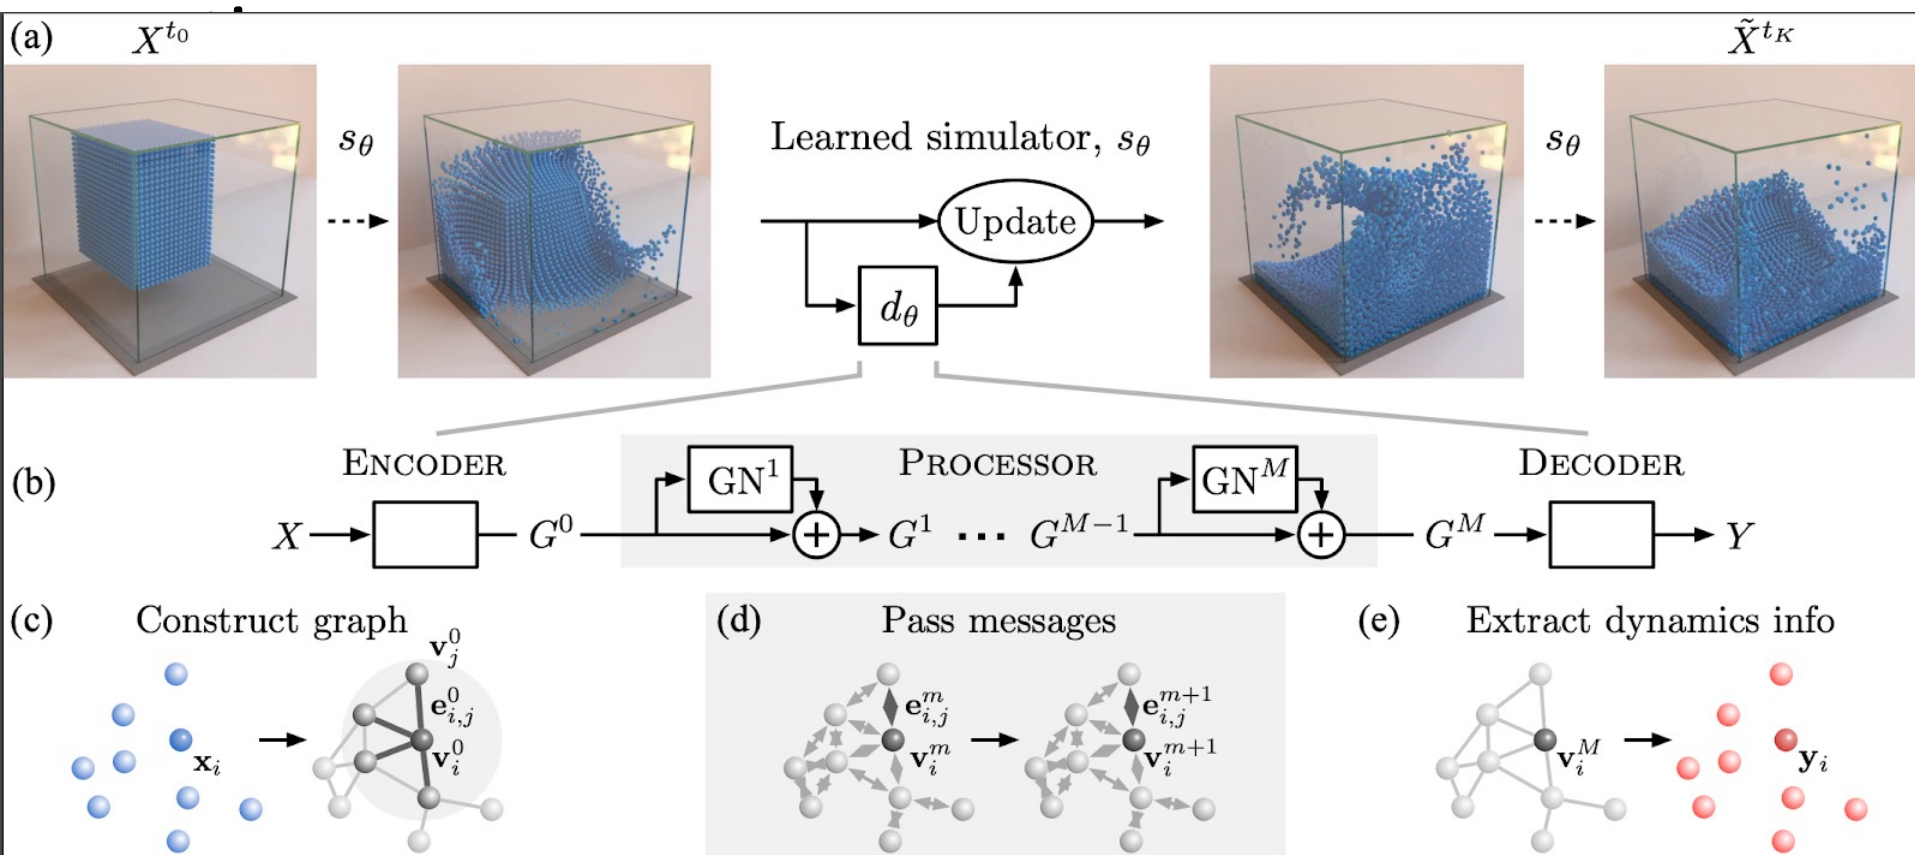 (a)
X^{t_0}
s_θ
Learned simulator, s_θ
Update
d_θ
s_θ
X̃^{t_K}
(b)
ENCODER
PROCESSOR
DECODER
X
G^0
GN^1
+
G^1
···
G^{M−1}
GN^M
+
G^M
Y
(c)
Construct graph
v_j^0
e_{i,j}^0
v_i^0
x_i
(d)
Pass messages
e_{i,j}^m
v_i^m
e_{i,j}^{m+1}
v_i^{m+1}
(e)
Extract dynamics info
v_i^M
y_i